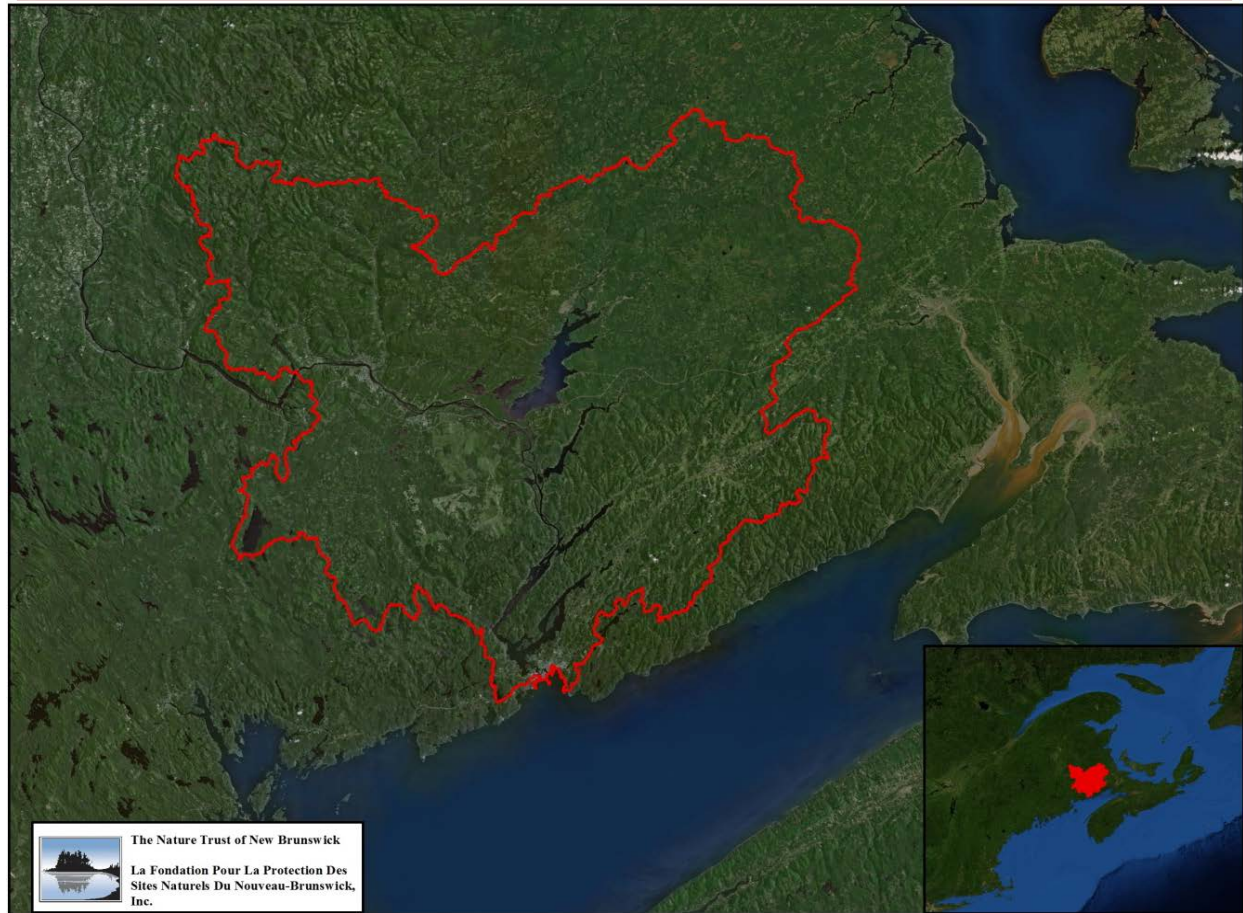 The Nature Trust of New Brunswick
La Fondation Pour La Protection Des
Sites Naturels Du Nouveau-Brunswick,
Inc.